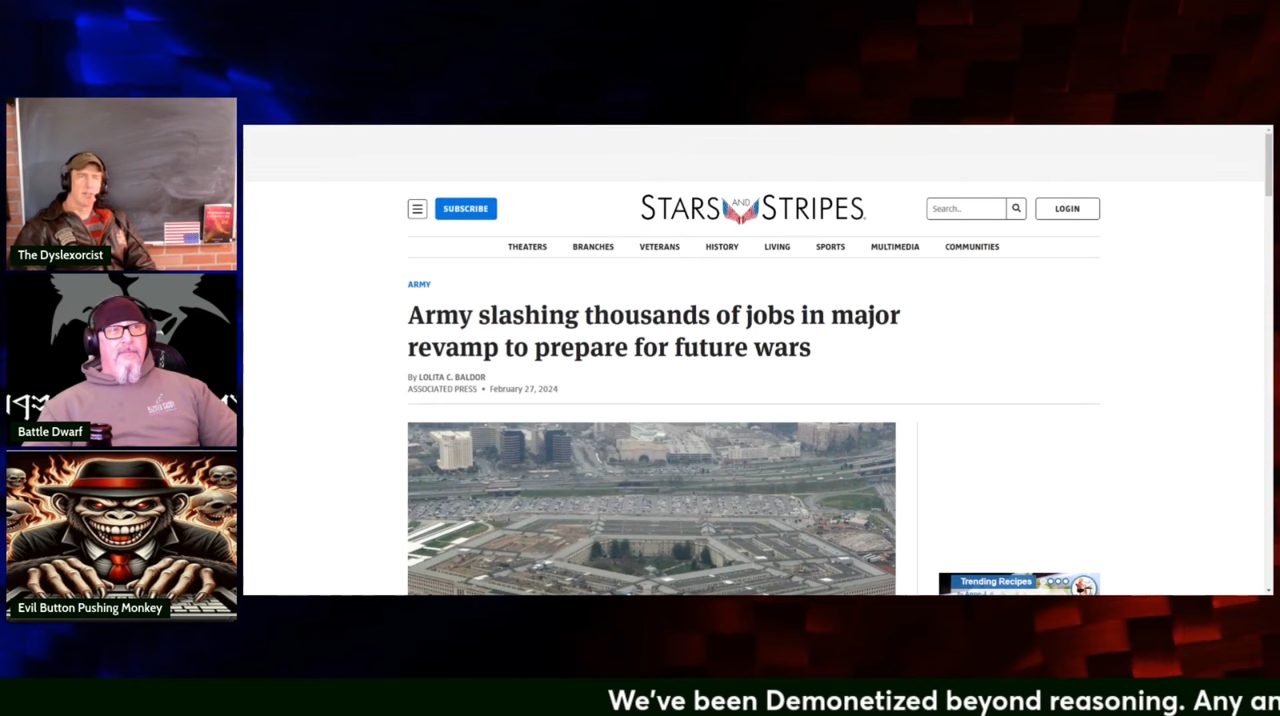 The Dyslexorcist
Battle Dwarf
Evil Button Pushing Monkey
SUBSCRIBE
STARS AND STRIPES
Search..
LOGIN
THEATERS BRANCHES VETERANS HISTORY LIVING SPORTS MULTIMEDIA COMMUNITIES
ARMY
Army slashing thousands of jobs in major
revamp to prepare for future wars
By LOLITA C. BALDOR
ASSOCIATED PRESS • February 27, 2024
Trending Recipes
We've been Demonetized beyond reasoning. Any an